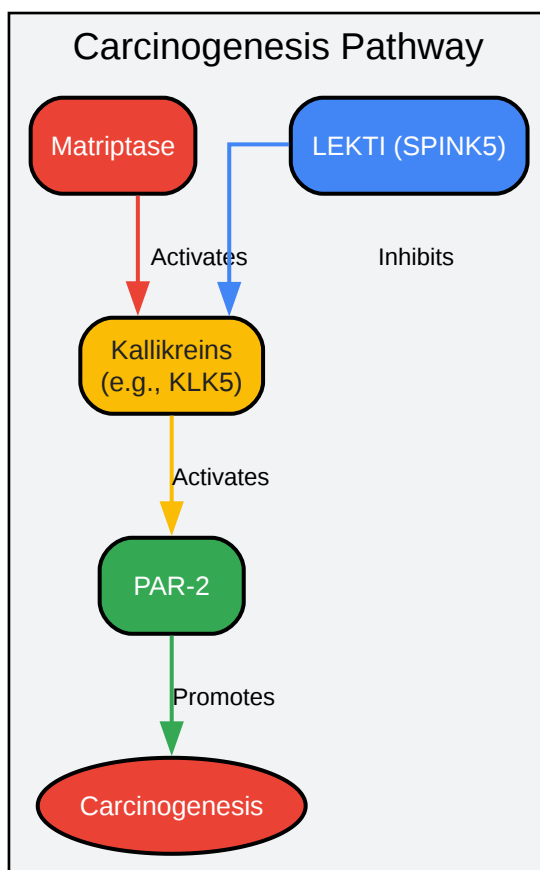 Carcinogenesis Pathway
Matriptase
LEKTI (SPINK5)
Activates
Inhibits
Kallikreins
(e.g., KLK5)
Activates
PAR-2
Promotes
Carcinogenesis